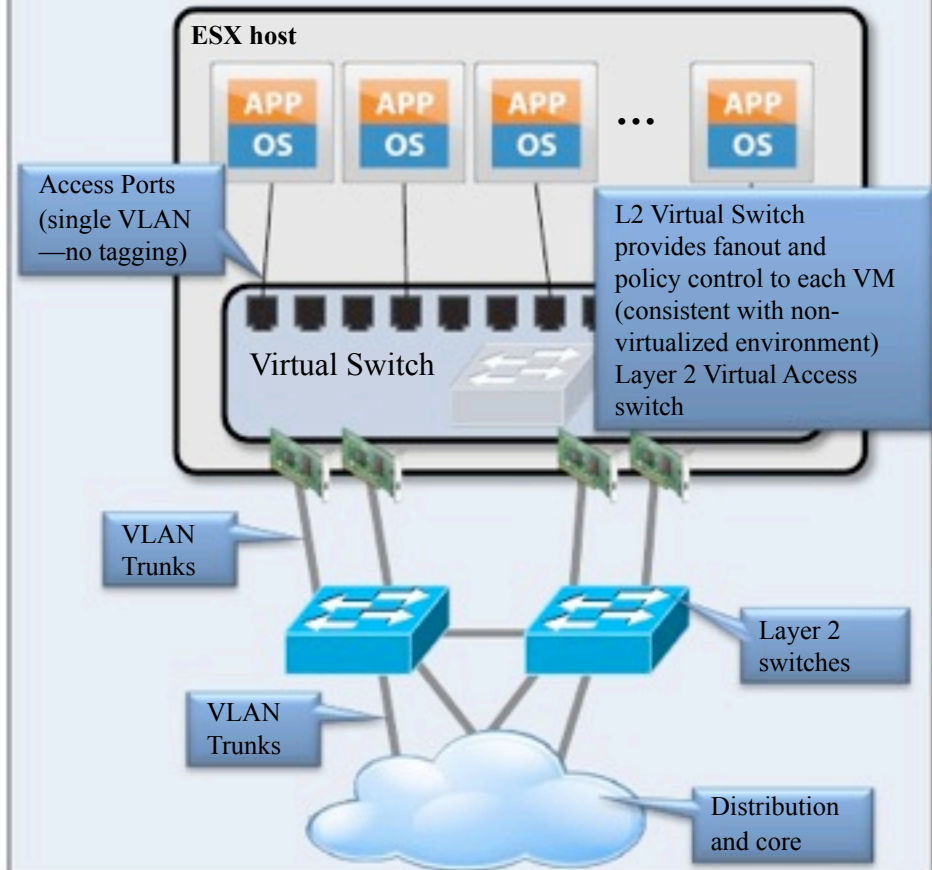 ESX host
APP
OS
APP
OS
APP
OS
...
APP
OS
Access Ports
(single VLAN
—no tagging)
L2 Virtual Switch
provides fanout and
policy control to each VM
(consistent with non-
virtualized environment)
Layer 2 Virtual Access
switch
Virtual Switch
VLAN
Trunks
Layer 2
switches
VLAN
Trunks
Distribution
and core